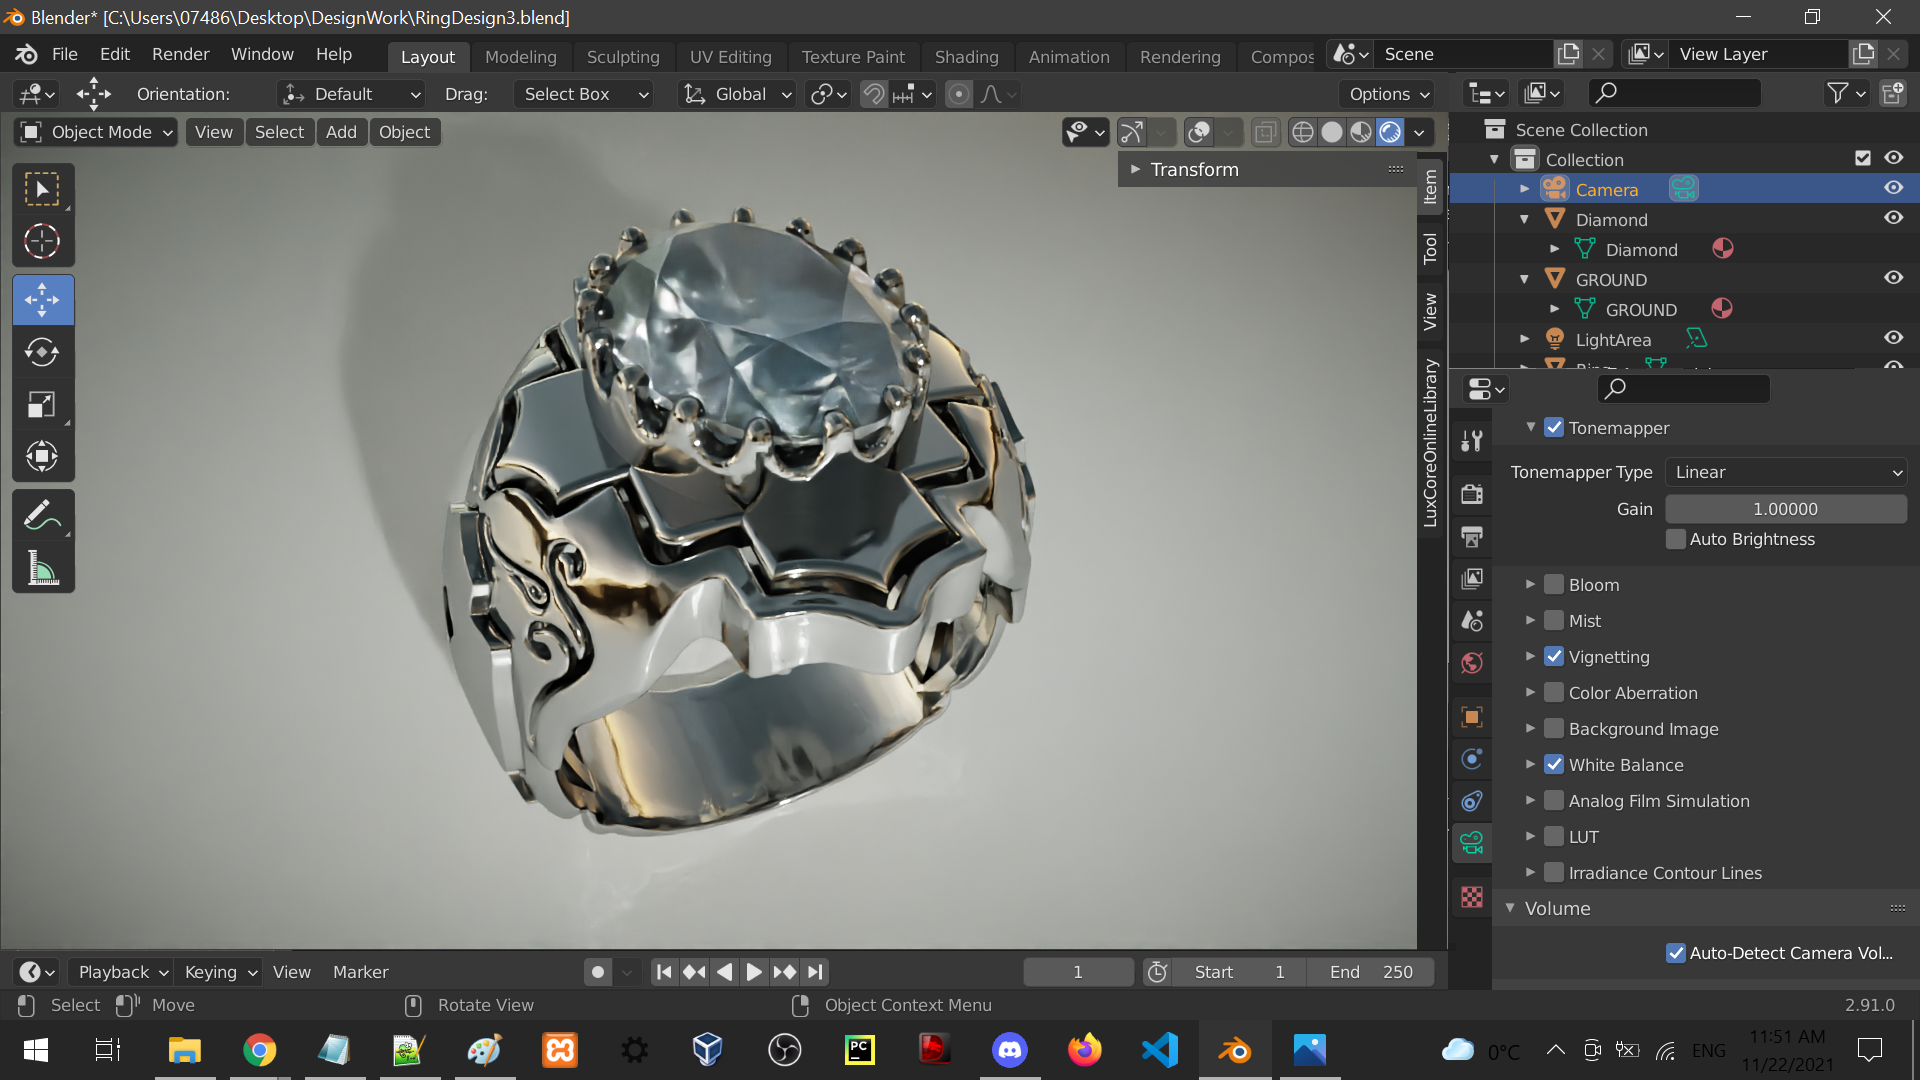 Blender* [C:\Users\07486\Desktop\DesignWork\RingDesign3.blend]
File Edit Render Window Help Layout Modeling Sculpting UV Editing Texture Paint Shading Animation Rendering Compos Scene View Layer
Orientation: Default Drag: Select Box Global Options
Object Mode View Select Add Object
Transform
Item
Tool
View
LuxCoreOnlineLibrary
Scene Collection
Collection
Camera
Diamond
Diamond
GROUND
GROUND
LightArea
Tonemapper
Tonemapper Type Linear
Gain 1.00000
Auto Brightness
Bloom
Mist
Vignetting
Color Aberration
Background Image
White Balance
Analog Film Simulation
LUT
Irradiance Contour Lines
Volume
Auto-Detect Camera Vol...
Playback Keying View Marker 1 Start 1 End 250
Select Move Rotate View Object Context Menu 2.91.0
PC
0°C ENG
11:51 AM
11/22/2021